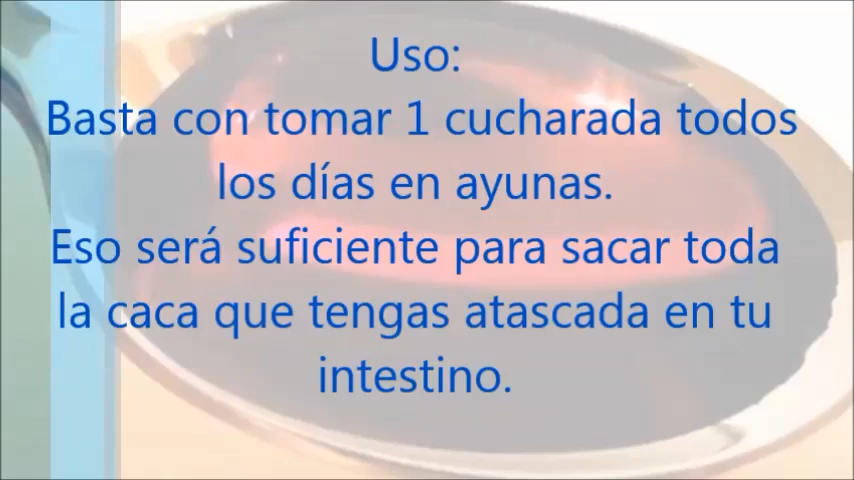 Uso:
Basta con tomar 1 cucharada todos
los días en ayunas.
Eso será suficiente para sacar toda
la caca que tengas atascada en tu
intestino.